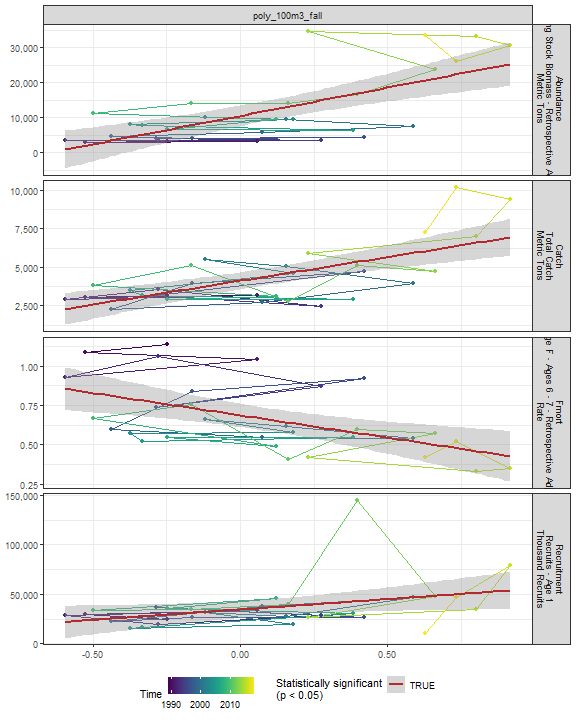 poly_100m3_fall
30,000
20,000
10,000
0
Abundance
ng Stock Biomass - Retrospective A
Metric Tons
10,000
7,500
5,000
2,500
Catch
Total Catch
Metric Tons
1.00
0.75
0.50
0.25
Fmort
F - Ages 6 - 7 - Retrospective Ad
Rate
150,000
100,000
50,000
0
Recruitment
Recruits - Age 1
Thousand Recruits
-0.50
0.00
0.50
Time
1990 2000 2010
Statistically significant
(p < 0.05)
TRUE